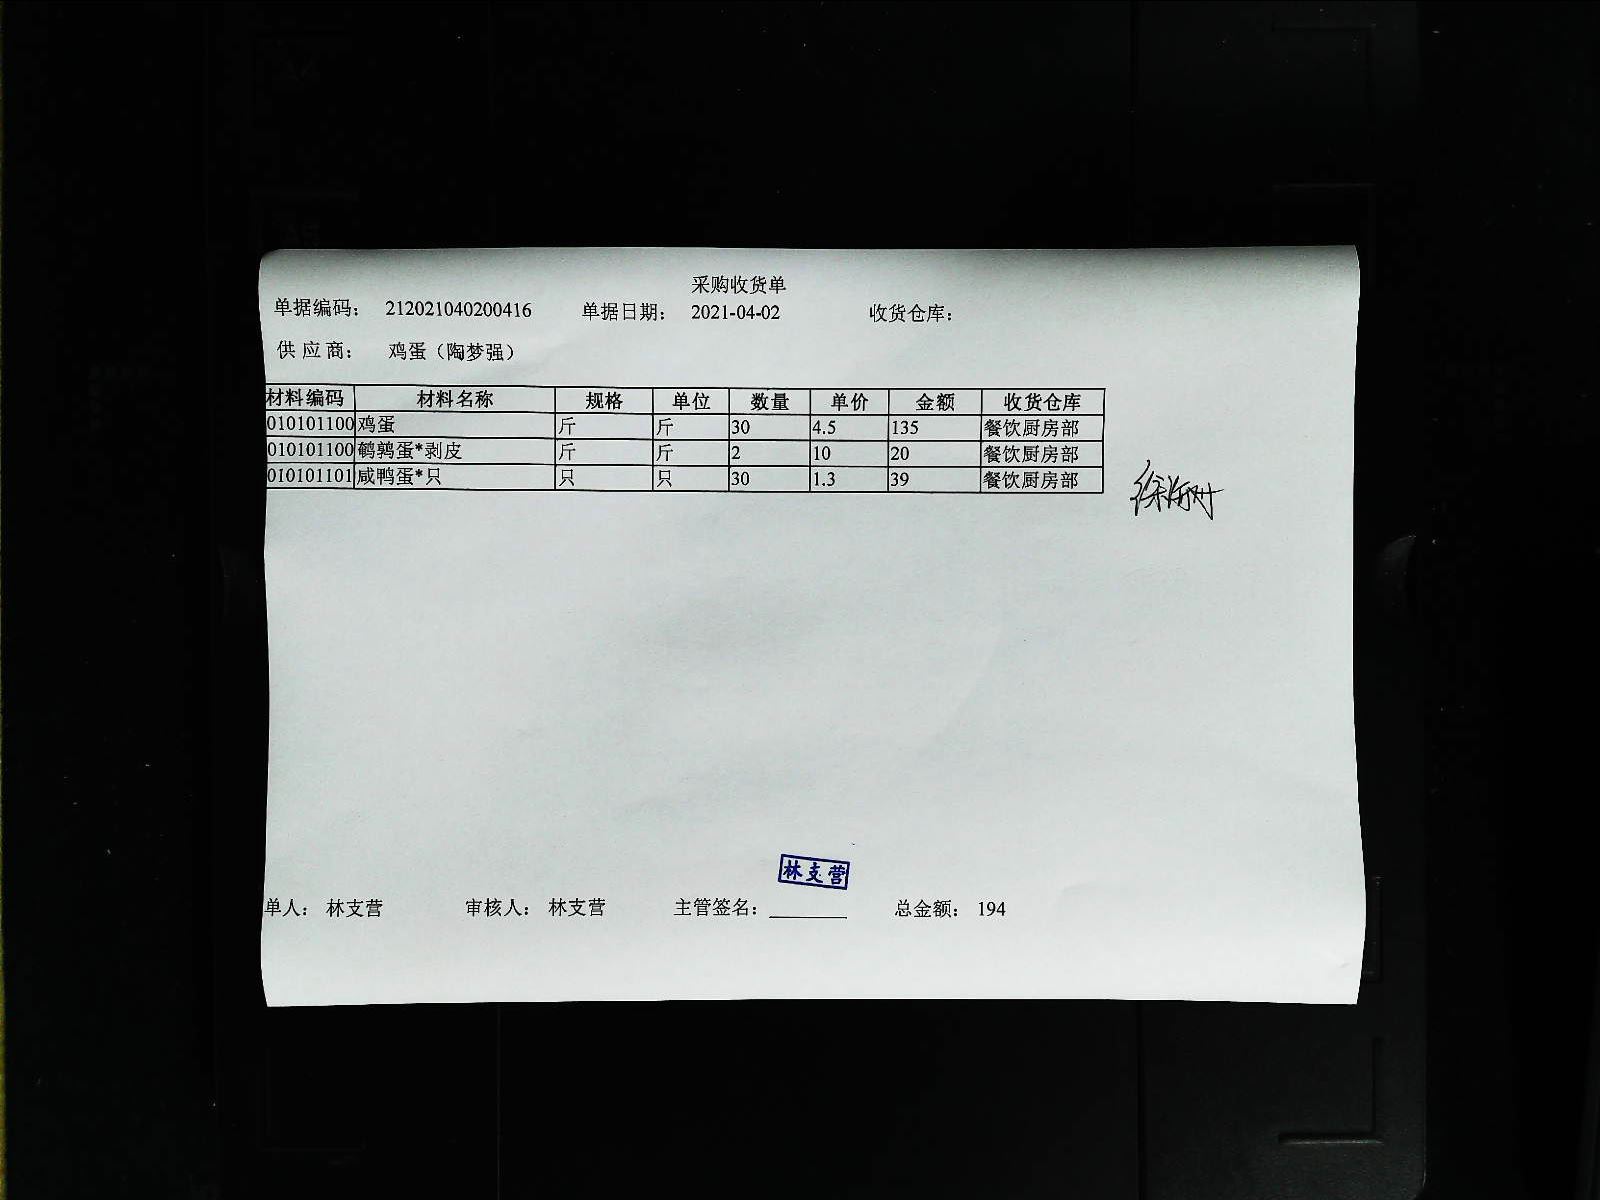 采购收货单
单据编码： 212021040200416 单据日期： 2021-04-02 收货仓库：
供应商： 鸡蛋（陶梦强）
材料编码 材料名称 规格 单位 数量 单价 金额 收货仓库
010101100 鸡蛋 斤 斤 30 4.5 135 餐饮厨房部
010101100 鹌鹑蛋*剥皮 斤 斤 2 10 20 餐饮厨房部
010101101 咸鸭蛋*只 只 只 30 1.3 39 餐饮厨房部
林支营
单人： 林支营 审核人： 林支营 主管签名： 总金额： 194